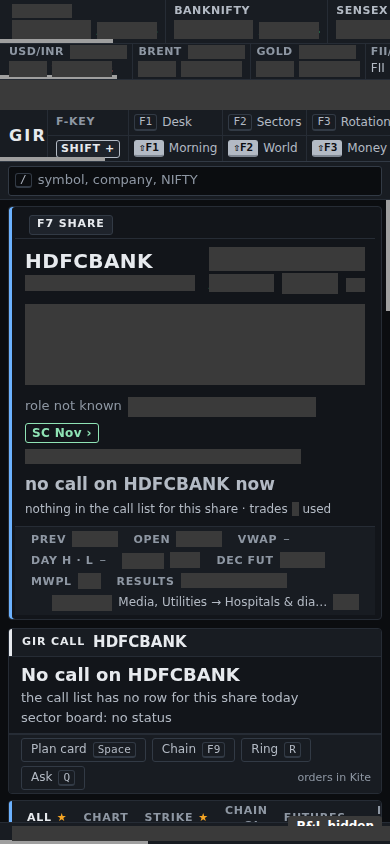 BANKNIFTY SENSEX
USD/INR BRENT GOLD FII/
FII
GIR F-KEY F1 Desk F2 Sectors F3 Rotation
SHIFT + ⇧F1 Morning ⇧F2 World ⇧F3 Money
/ symbol, company, NIFTY
F7 SHARE
HDFCBANK
role not known
SC Nov ›
no call on HDFCBANK now
nothing in the call list for this share · trades used
PREV OPEN VWAP –
DAY H · L – DEC FUT
MWPL RESULTS
Media, Utilities → Hospitals & dia…
GIR CALL HDFCBANK
No call on HDFCBANK
the call list has no row for this share today
sector board: no status
Plan card Space Chain F9 Ring R
Ask Q orders in Kite
ALL ★ CHART STRIKE ★ CHAIN FUTURES
P&L hidden